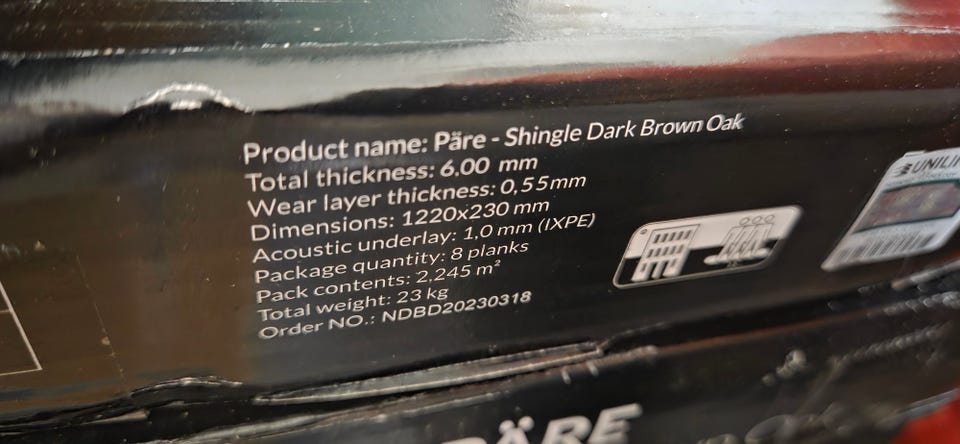 Product name: Päre - Shingle Dark Brown Oak
Total thickness: 6.00 mm
Wear layer thickness: 0,55mm
Dimensions: 1220x230 mm
Acoustic underlay: 1,0 mm (IXPE)
Package quantity: 8 planks
Pack contents: 2,245 m²
Total weight: 23 kg
Order NO.: NDBD20230318
UNILI
PÄRE